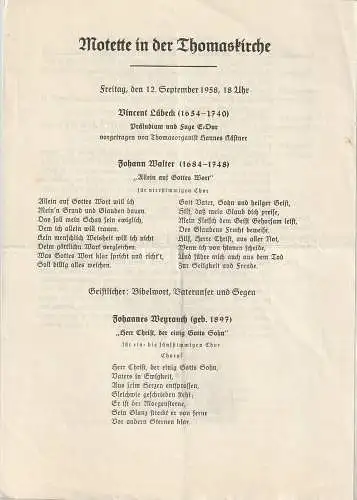 Motette in der Thomaskirche
Freitag, den 12. September 1958, 18 Uhr
Vincent Lübeck (1654–1740)
Präludium und Fuge E-Dur
vorgetragen von Thomasorganist Hannes Kästner
Johann Walter (1684–1748)
„Allein auf Gottes Wort"
für vierstimmigen Chor
Allein auf Gottes Wort will ich
Mein'n Grund und Glauben bauen.
Das soll mein Schatz sein ewiglich,
Dem ich allein will trauen.
Kein menschlich Weisheit will ich nicht
Dem göttlichn Wort vergleichen.
Was Gottes Wort klar spricht und richt't,
Soll billig alles weichen.
Gott Vater, Sohn und heilger Geist,
Hilf, daß mein Glaub dich preise,
Mein Fleisch dem Geist Gehorsam leist,
Des Glaubens Frucht beweise.
Hilf, Herre Christ, aus aller Not,
Wenn ich von hinnen scheide,
Und führe mich auch aus dem Tod
Zur Seligkeit und Freude.
Geistlicher: Bibelwort, Vaterunser und Segen
Johannes Weyrauch (geb. 1897)
„Herr Christ, der einig Gotts Sohn"
für ein- bis fünfstimmigen Chor
Choral
Herr Christ, der einig Gotts Sohn,
Vaters in Ewigkeit,
Aus seim Herzen entsprossen,
Gleichwie geschrieben steht;
Er ist der Morgensterne,
Sein Glanz streckt er von ferne
Vor andern Sternen klar.